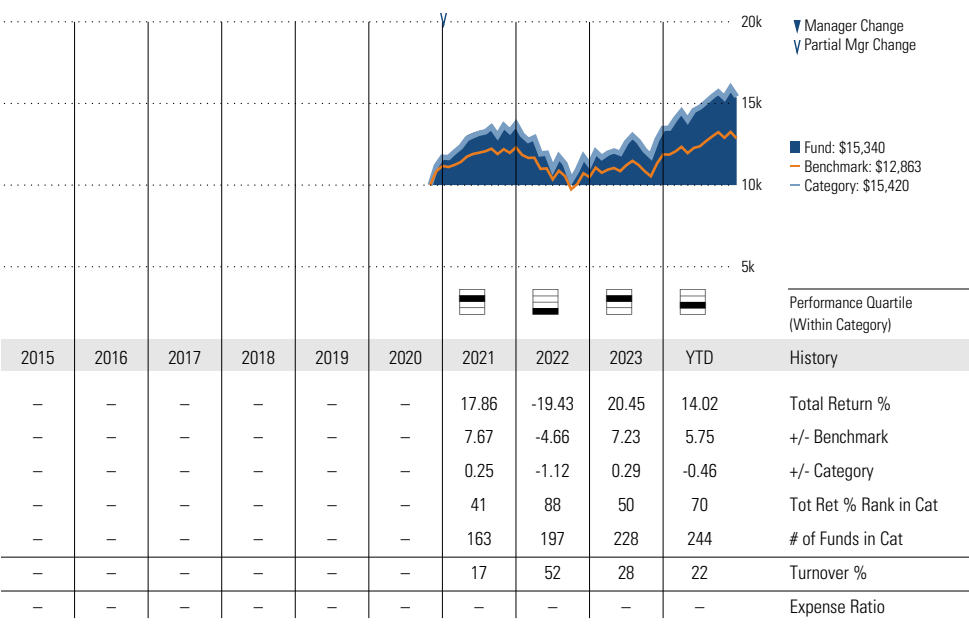 20k
15k
10k
5k
Manager Change
Partial Mgr Change
Fund: $15,340
Benchmark: $12,863
Category: $15,420
Performance Quartile
(Within Category)
2015 2016 2017 2018 2019 2020 2021 2022 2023 YTD History
– – – – – – 17.86 -19.43 20.45 14.02 Total Return %
– – – – – – 7.67 -4.66 7.23 5.75 +/- Benchmark
– – – – – – 0.25 -1.12 0.29 -0.46 +/- Category
– – – – – – 41 88 50 70 Tot Ret % Rank in Cat
– – – – – – 163 197 228 244 # of Funds in Cat
– – – – – – 17 52 28 22 Turnover %
– – – – – – – – – – Expense Ratio